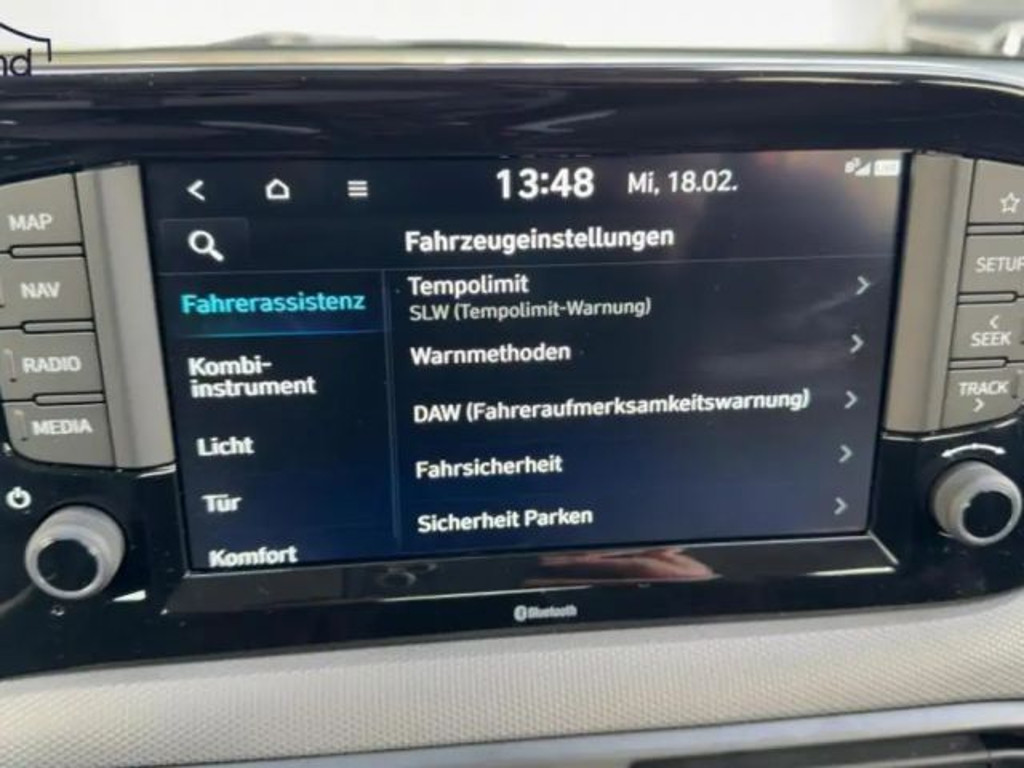 nd
13:48 Mi, 18.02.
Fahrzeugeinstellungen
Fahrerassistenz
Kombi-
instrument
Licht
Tür
Komfort
Tempolimit
SLW (Tempolimit-Warnung)
Warnmethoden
DAW (Fahreraufmerksamkeitswarnung)
Fahrsicherheit
Sicherheit Parken
MAP
NAV
RADIO
MEDIA
SETUP
SEEK
TRACK
Bluetooth